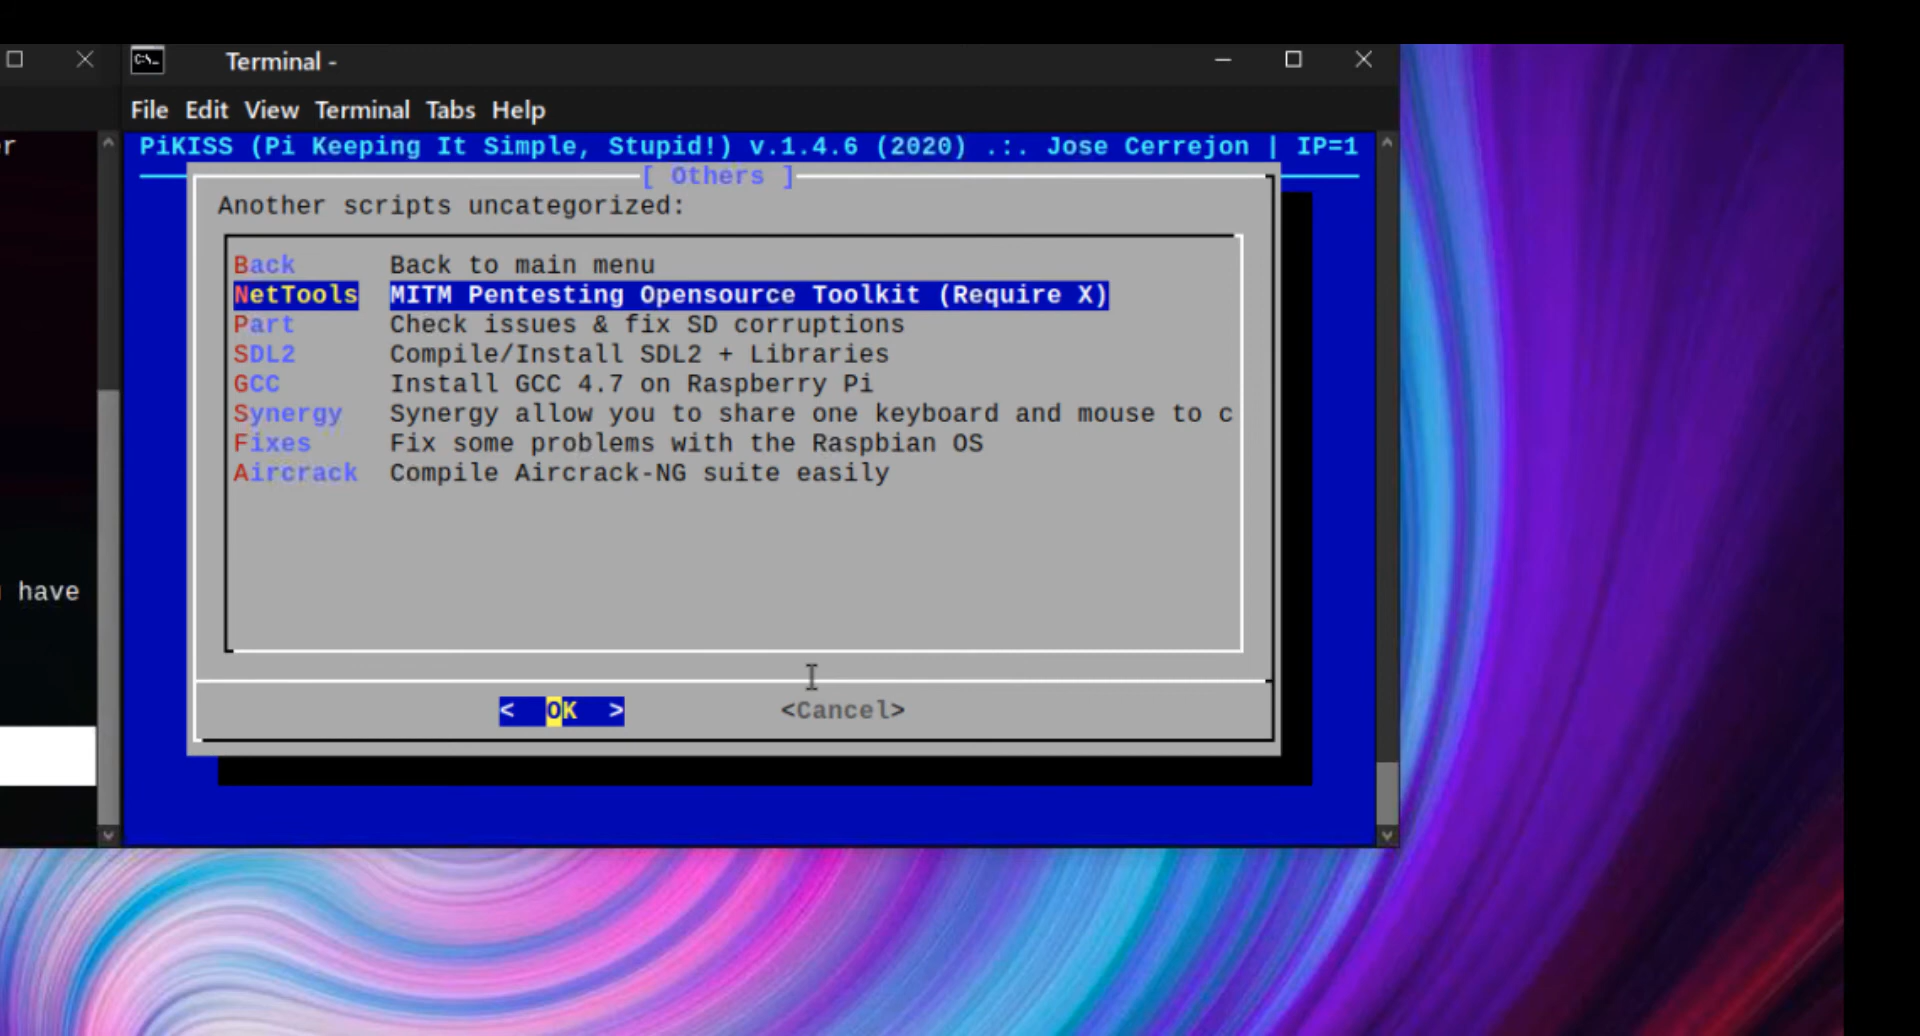 Terminal -
File Edit View Terminal Tabs Help
PiKISS (Pi Keeping It Simple, Stupid!) v.1.4.6 (2020) .:. Jose Cerrejon | IP=1
[ Others ]
Another scripts uncategorized:
Back Back to main menu
NetTools MITM Pentesting Opensource Toolkit (Require X)
Part Check issues & fix SD corruptions
SDL2 Compile/Install SDL2 + Libraries
GCC Install GCC 4.7 on Raspberry Pi
Synergy Synergy allow you to share one keyboard and mouse to c
Fixes Fix some problems with the Raspbian OS
Aircrack Compile Aircrack-NG suite easily
have
< OK > <Cancel>